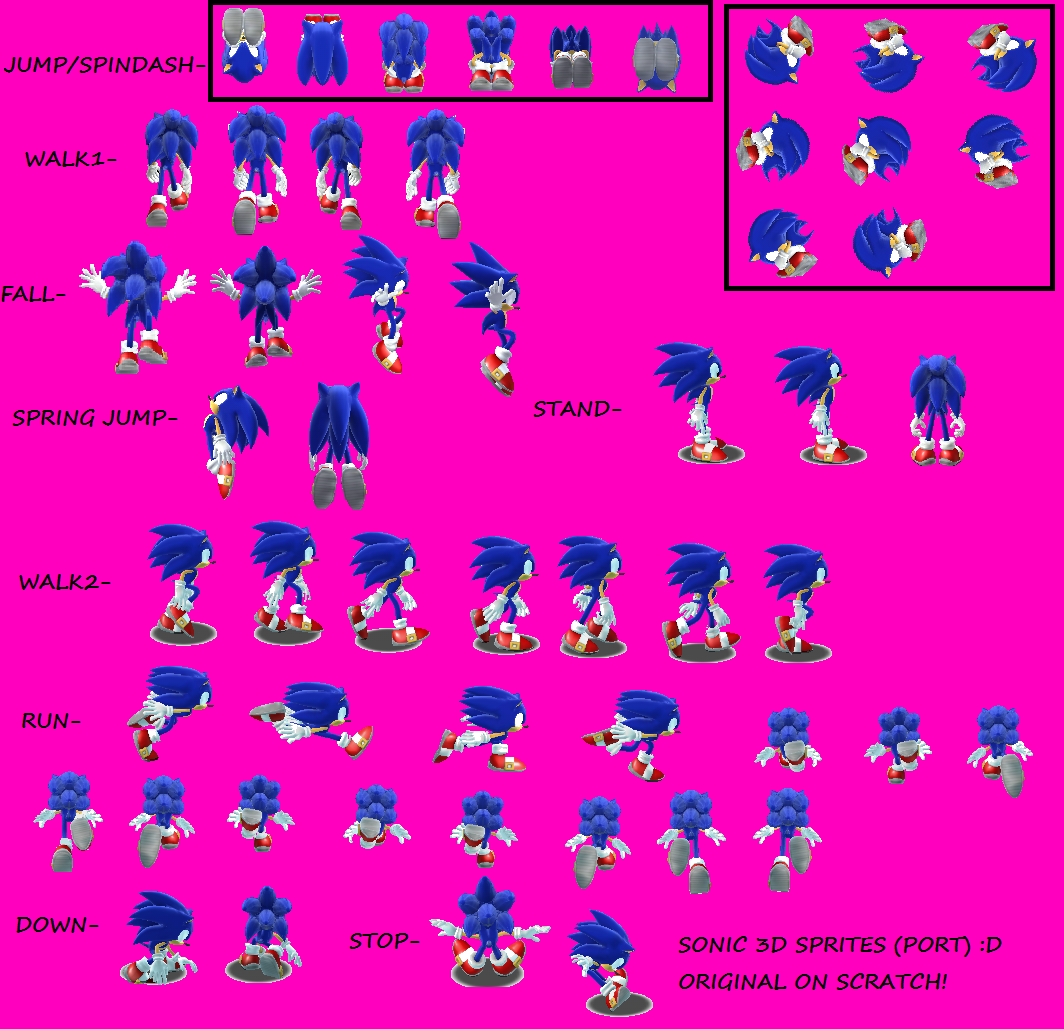 JUMP/SPINDASH-
WALK1-
FALL-
SPRING JUMP-
STAND-
WALK2-
RUN-
DOWN-
STOP-
SONIC 3D SPRITES (PORT) :D
ORIGINAL ON SCRATCH!